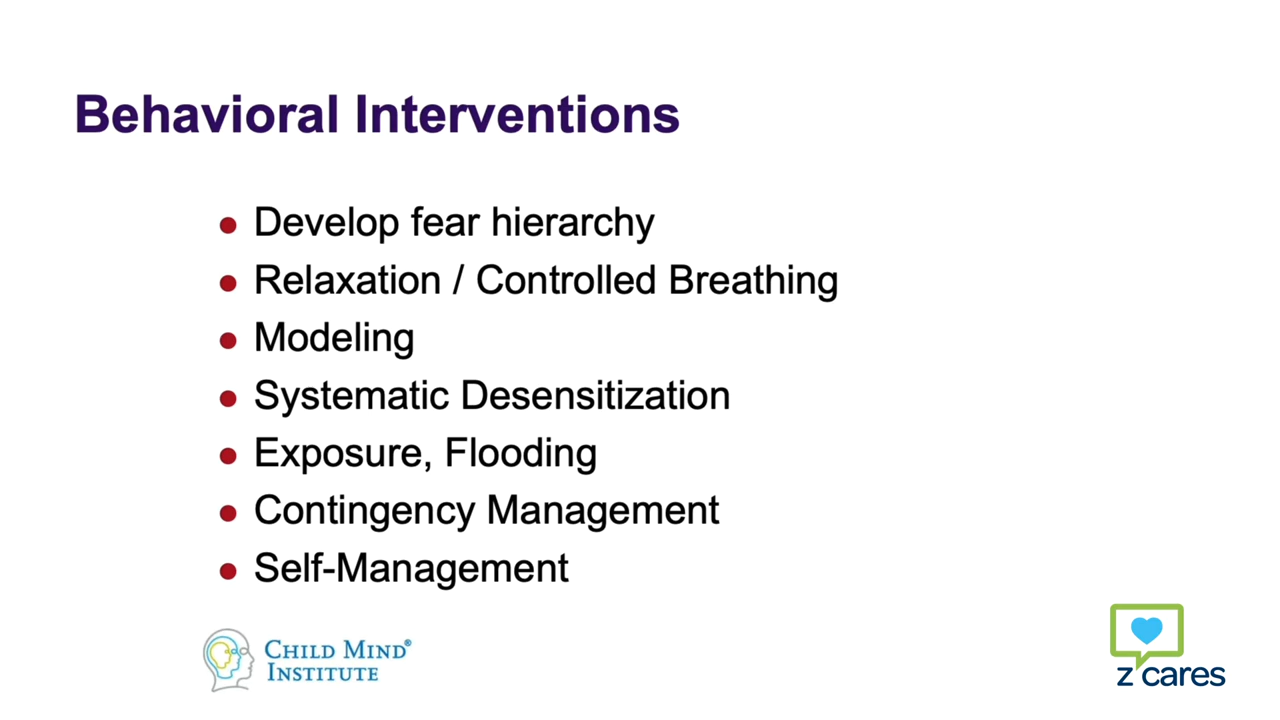 Behavioral Interventions
● Develop fear hierarchy
● Relaxation / Controlled Breathing
● Modeling
● Systematic Desensitization
● Exposure, Flooding
● Contingency Management
● Self-Management
CHILD MIND®
INSTITUTE
z cares